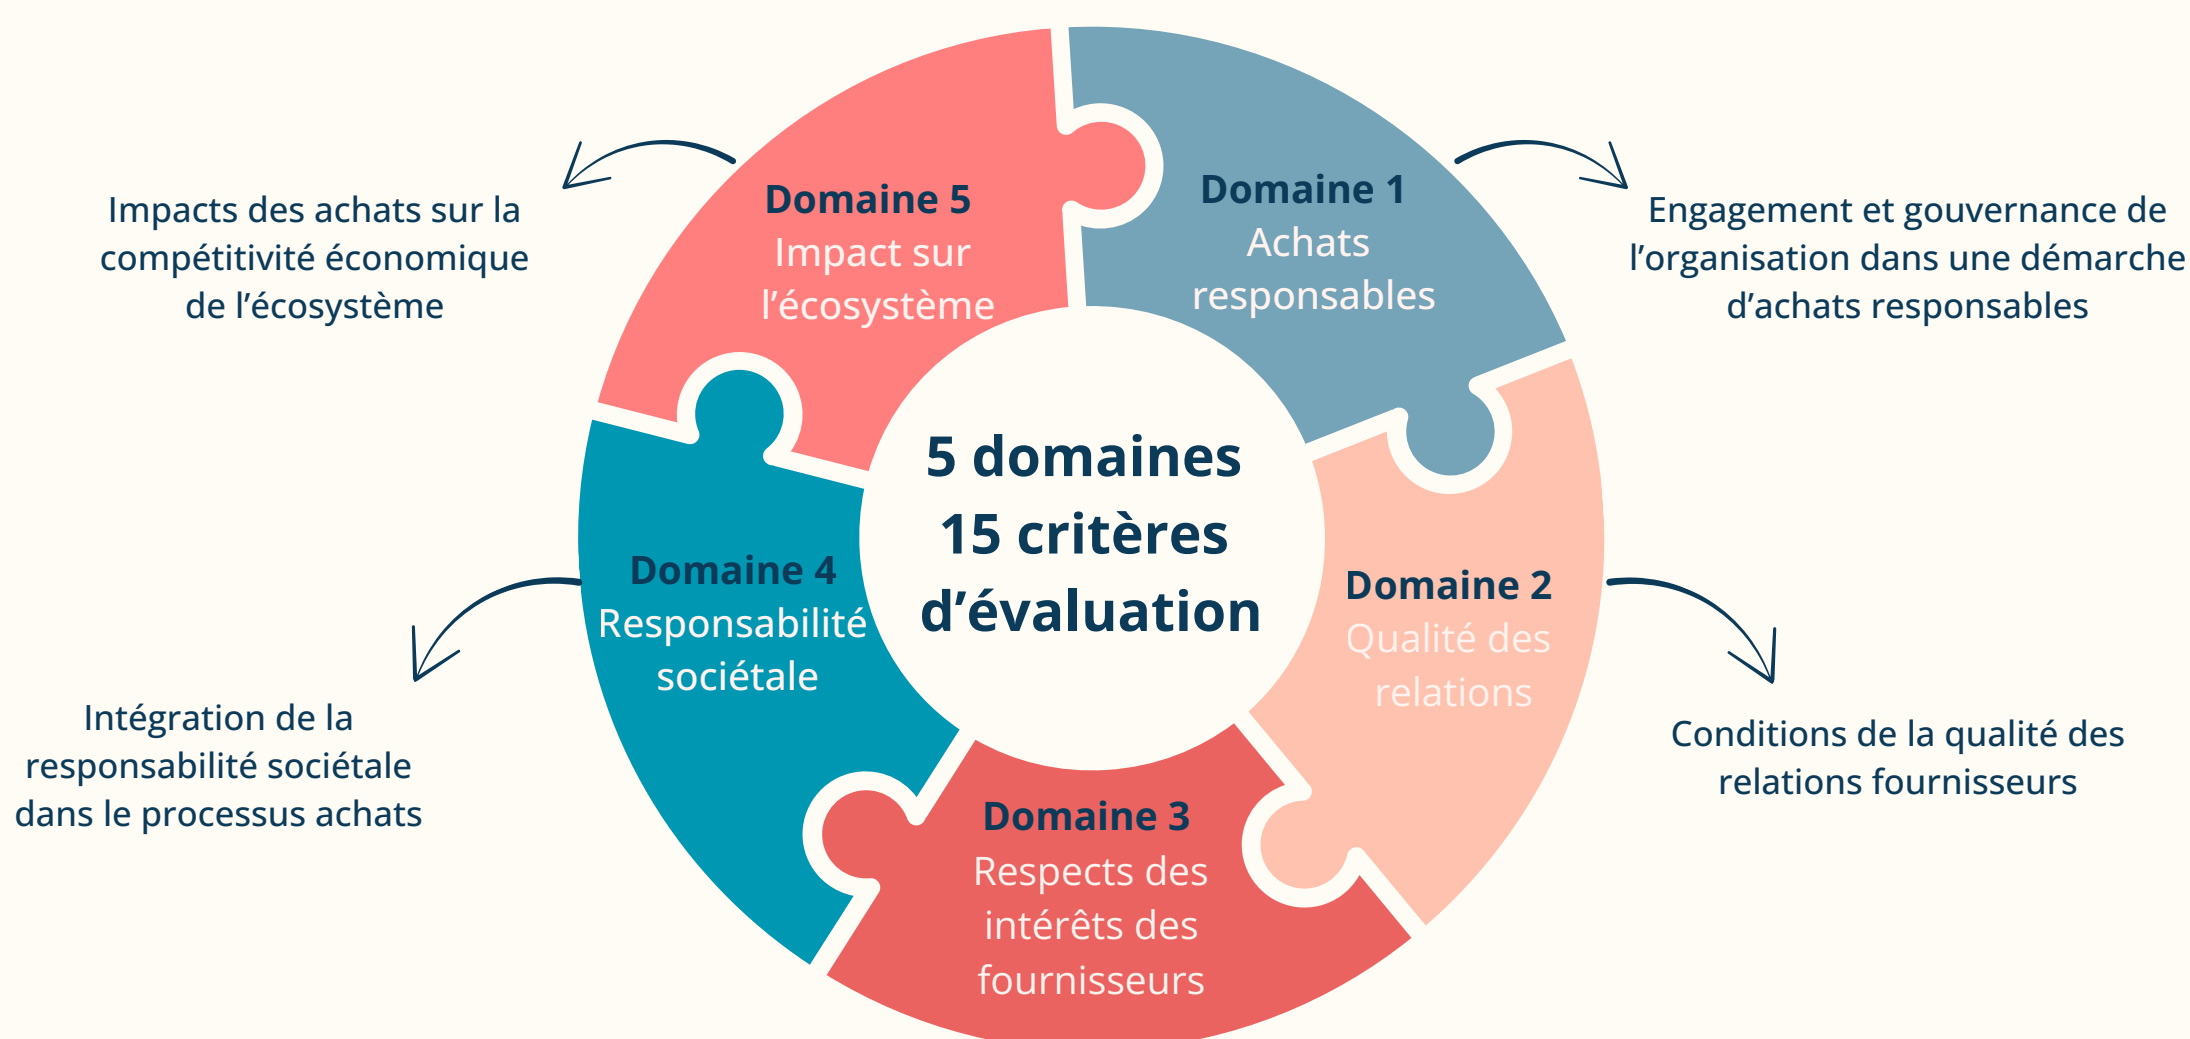 5 domaines
15 critères
d’évaluation
Domaine 1
Achats
responsables
Engagement et gouvernance de
l’organisation dans une démarche
d’achats responsables
Domaine 2
Qualité des
relations
Conditions de la qualité des
relations fournisseurs
Domaine 3
Respects des
intérêts des
fournisseurs
Domaine 4
Responsabilité
sociétale
Intégration de la
responsabilité sociétale
dans le processus achats
Domaine 5
Impact sur
l’écosystème
Impacts des achats sur la
compétitivité économique
de l’écosystème